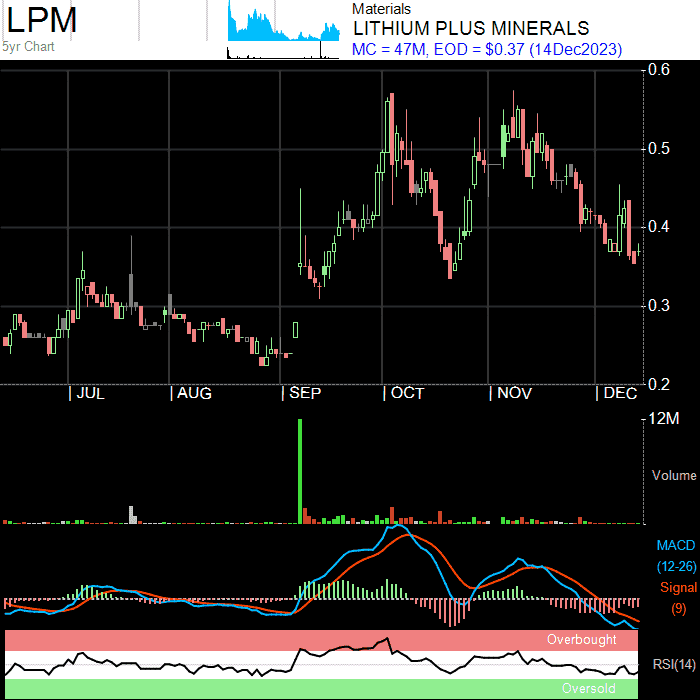 LPM
5yr Chart
Materials
LITHIUM PLUS MINERALS
MC = 47M, EOD = $0.37 (14Dec2023)
0.6
0.5
0.4
0.3
0.2
JUL
AUG
SEP
OCT
NOV
DEC
12M
Volume
MACD
(12-26)
Signal
(9)
Overbought
RSI(14)
Oversold